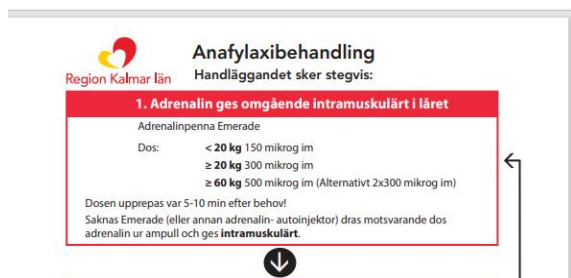 Region Kalmar län
Anafylaxibehandling
Handläggandet sker stegvis:
1. Adrenalin ges omgående intramuskulärt i låret
Adrenalinpenna Emerade
Dos: < 20 kg 150 mikrog im
≥ 20 kg 300 mikrog im
≥ 60 kg 500 mikrog im (Alternativt 2x300 mikrog im)
Dosen upprepas var 5-10 min efter behov!
Saknas Emerade (eller annan adrenalin- autoinjektor) dras motsvarande dos
adrenalin ur ampull och ges intramuskulärt.